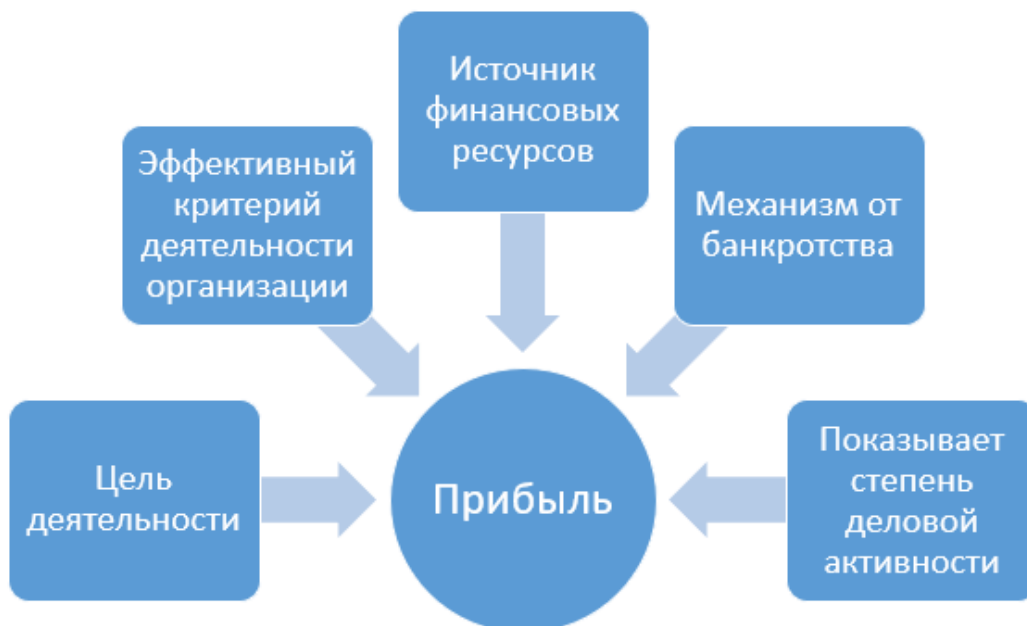 Цель
деятельности
Эффективный
критерий
деятельности
организации
Источник
финансовых
ресурсов
Механизм от
банкротства
Показывает
степень
деловой
активности
Прибыль